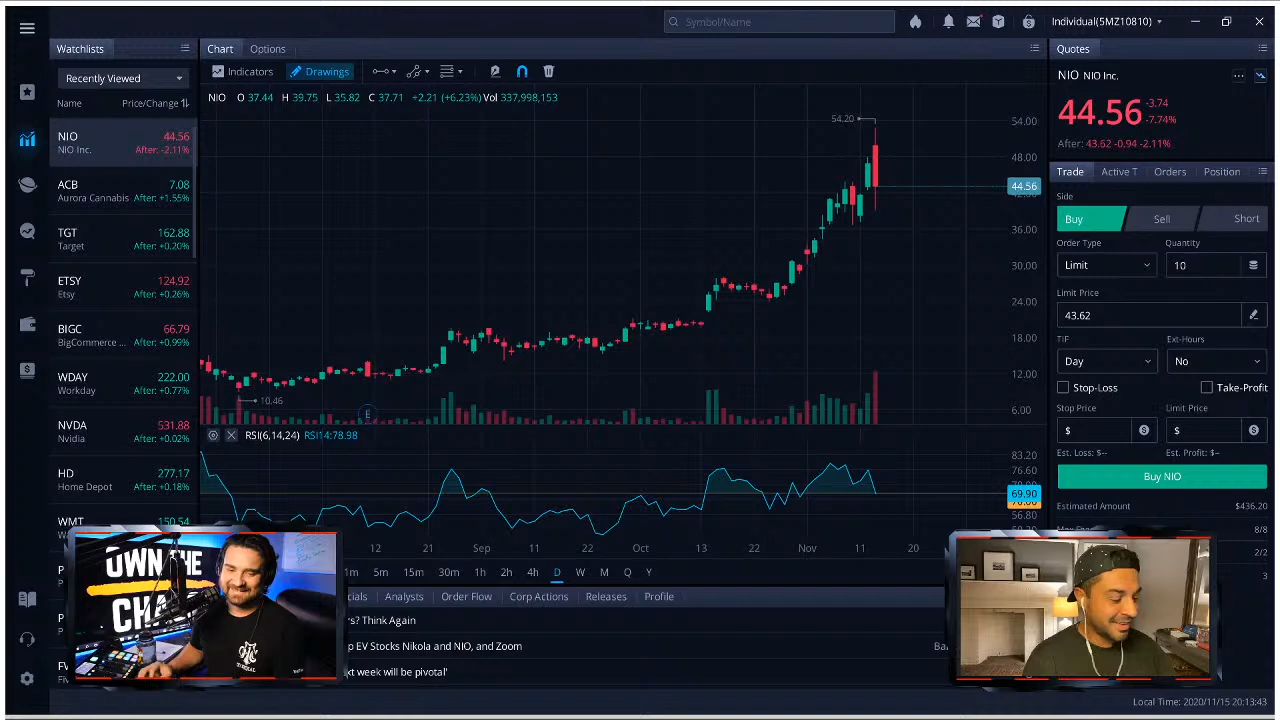 Symbol/Name
Individual(5MZ10810)
Watchlists
Chart
Options
Quotes
Recently Viewed
Name
Price/Change
Indicators
Drawings
NIO O 37.44 H 39.75 L 35.82 C 37.71 +2.21 (+6.23%) Vol 337,998,153
NIO 44.56
NIO Inc. After: -2.11%
ACB 7.08
Aurora Cannabis After: +1.55%
TGT 162.88
Target After: +0.20%
ETSY 124.92
Etsy After: +0.26%
BIGC 66.79
BigCommerce ... After: +0.99%
WDAY 222.00
Workday After: +0.77%
NVDA 531.88
Nvidia After: +0.02%
HD 277.17
Home Depot After: +0.18%
WMT 150.54
54.20
54.00
48.00
44.56
36.00
30.00
24.00
18.00
12.00
6.00
10.46
E
RSI(6,14,24) RSI14:78.98
83.20
76.60
69.90
56.80
12 21 Sep 11 22 Oct 13 22 Nov 11 20
1m 5m 15m 30m 1h 2h 4h D W M Q Y
cials Analysts Order Flow Corp Actions Releases Profile
s? Think Again
p EV Stocks Nikola and NIO, and Zoom
Ba
xt week will be pivotal'
NIO NIO Inc.
44.56 -3.74
-7.74%
After: 43.62 -0.94 -2.11%
Trade Active T Orders Position
Side
Buy Sell Short
Order Type Quantity
Limit 10
Limit Price
43.62
TIF Ext-Hours
Day No
Stop-Loss Take-Profit
Stop Price Limit Price
$ $
Est. Loss: $-- Est. Profit: $--
Buy NIO
Estimated Amount $436.20
8/8
2/2
3
OWN THE
CHA
Local Time: 2020/11/15 20:13:43